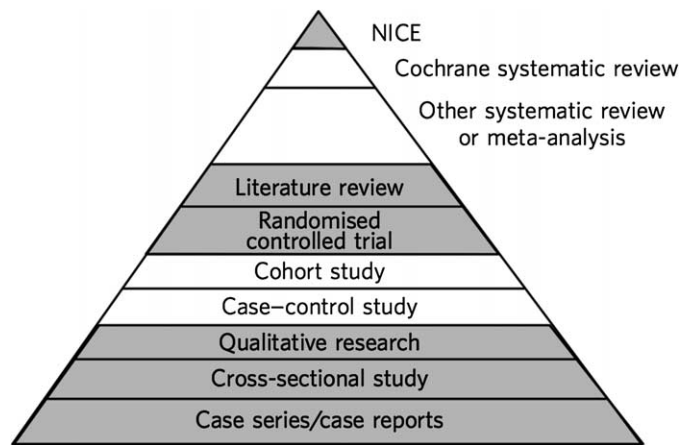 NICE
Cochrane systematic review
Other systematic review
or meta-analysis
Literature review
Randomised
controlled trial
Cohort study
Case–control study
Qualitative research
Cross-sectional study
Case series/case reports